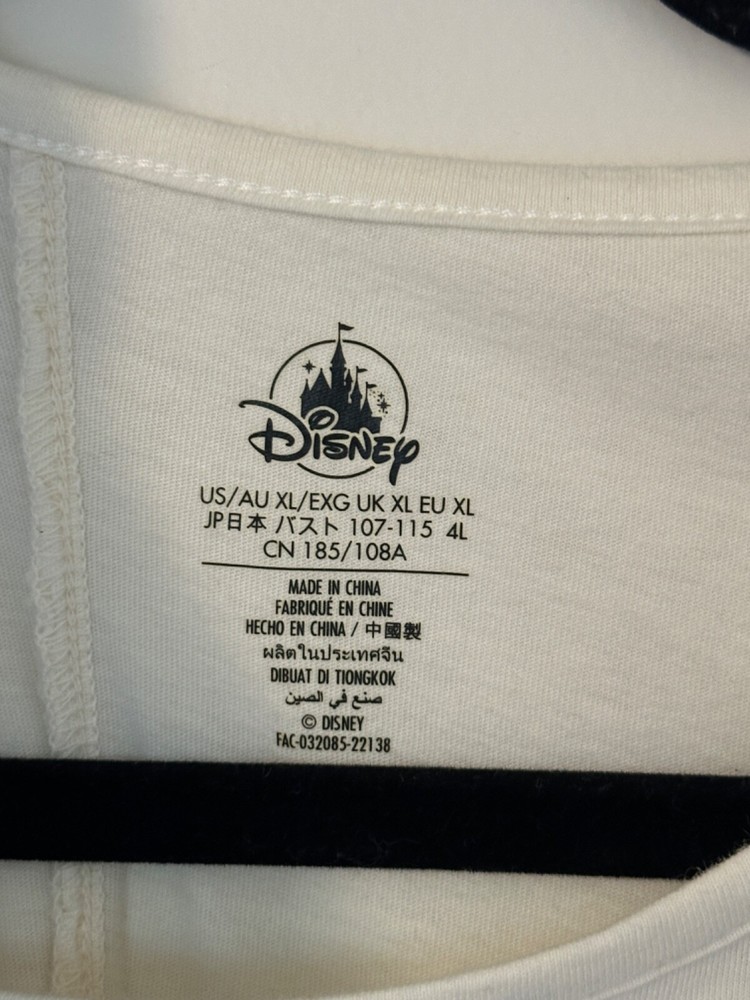 Disney
US/AU XL/EXG UK XL EU XL
JP日本 バスト 107-115 4L
CN 185/108A
MADE IN CHINA
FABRIQUÉ EN CHINE
HECHO EN CHINA / 中國製
ผลิตในประเทศจีน
DIBUAT DI TIONGKOK
صنع في الصين
© DISNEY
FAC-032085-22138